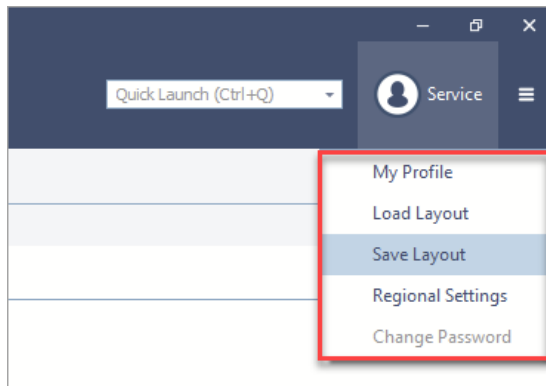 Quick Launch (Ctrl+Q)
Service
My Profile
Load Layout
Save Layout
Regional Settings
Change Password